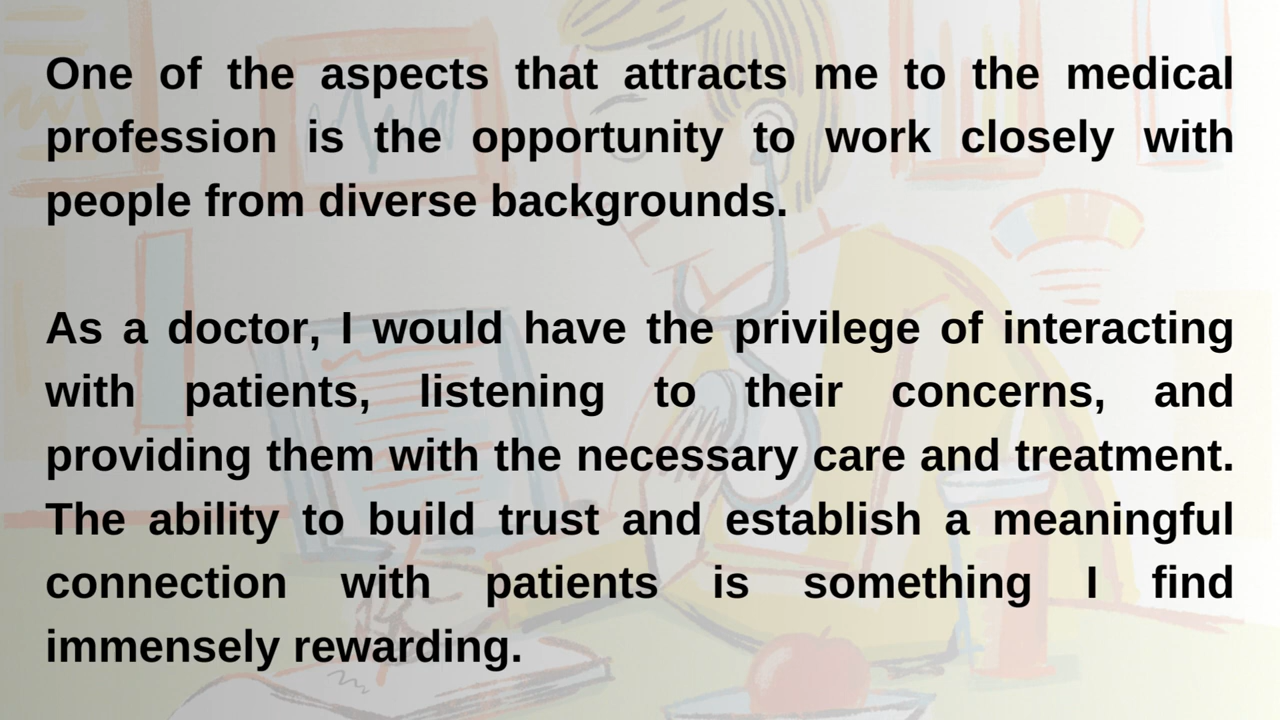 One of the aspects that attracts me to the medical
profession is the opportunity to work closely with
people from diverse backgrounds.
As a doctor, I would have the privilege of interacting
with patients, listening to their concerns, and
providing them with the necessary care and treatment.
The ability to build trust and establish a meaningful
connection with patients is something I find
immensely rewarding.